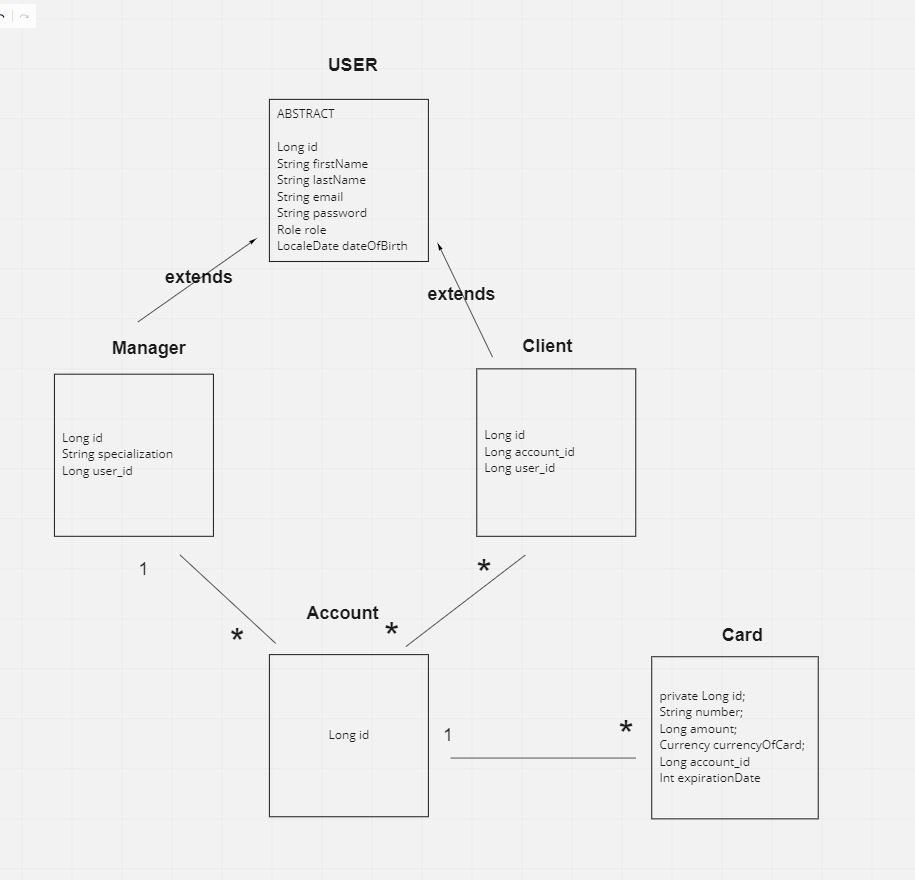 USER
ABSTRACT
Long id
String firstName
String lastName
String email
String password
Role role
LocaleDate dateOfBirth
extends
extends
Manager
Client
Long id
String specialization
Long user_id
Long id
Long account_id
Long user_id
1
*
*
*
Account
Long id
1
*
Card
private Long id;
String number;
Long amount;
Currency currencyOfCard;
Long account_id
Int expirationDate